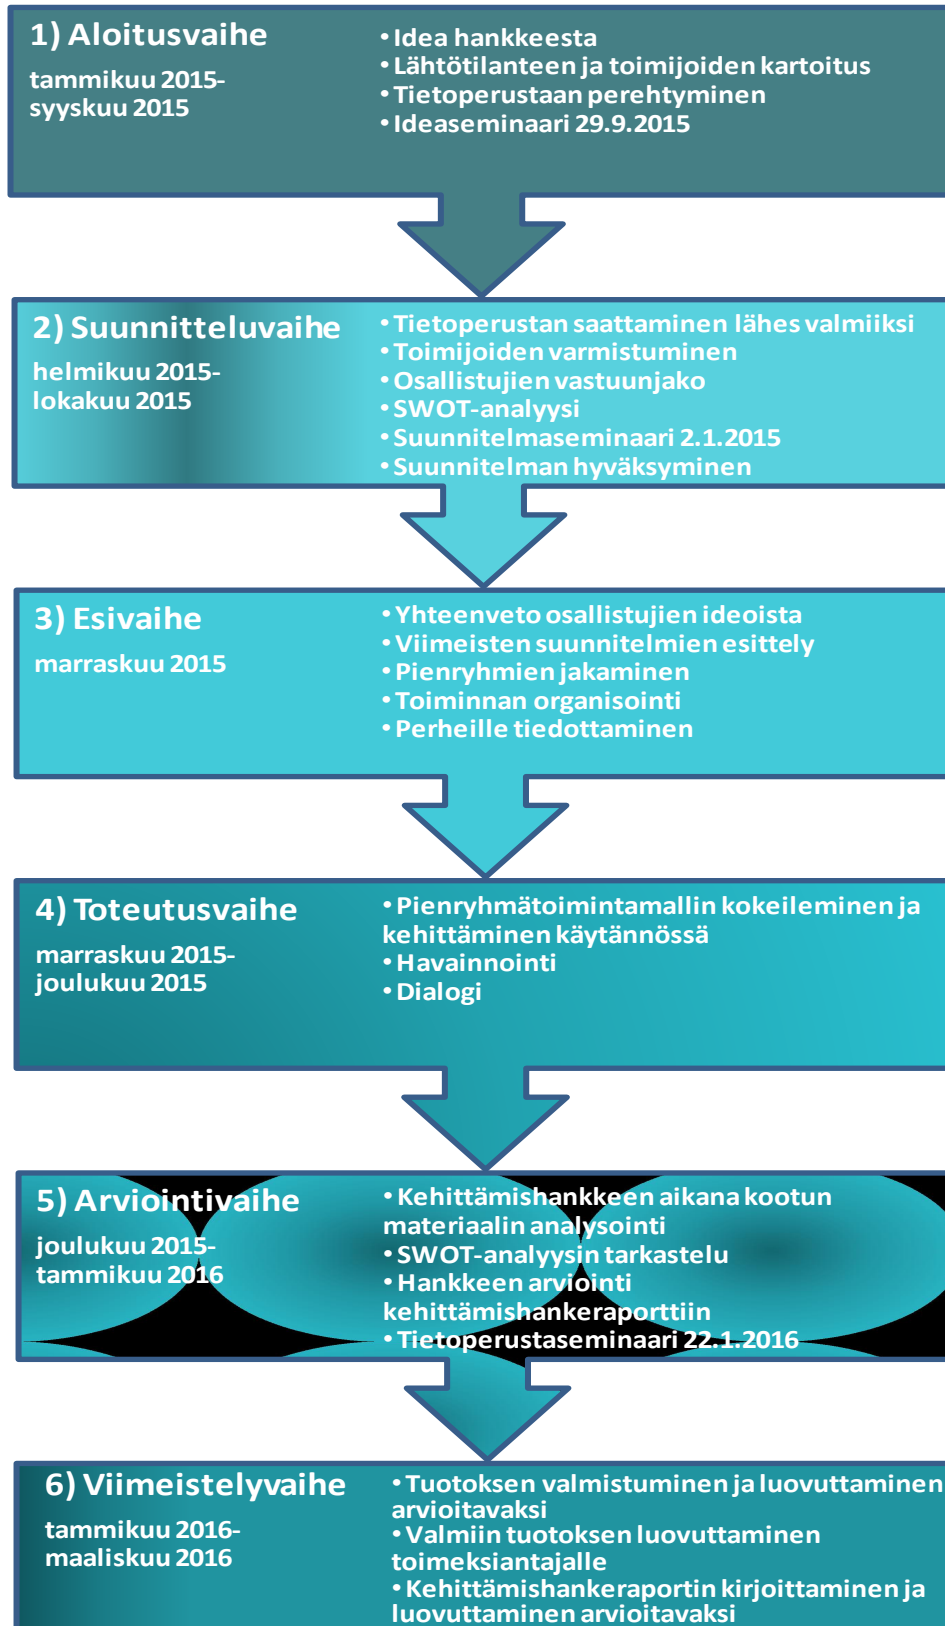 1) Aloitusvaihe
tammikuu 2015-
syyskuu 2015
• Idea hankkeesta
• Lähtötilanteen ja toimijoiden kartoitus
• Tietoperustaan perehtyminen
• Ideaseminaari 29.9.2015
2) Suunnitteluvaihe
helmikuu 2015-
lokakuu 2015
• Tietoperustan saattaminen lähes valmiiksi
• Toimijoiden varmistuminen
• Osallistujien vastuunjako
• SWOT-analyysi
• Suunnitelmaseminaari 2.1.2015
• Suunnitelman hyväksyminen
3) Esivaihe
marraskuu 2015
• Yhteenveto osallistujien ideoista
• Viimeisten suunnitelmien esittely
• Pienryhmien jakaminen
• Toiminnan organisointi
• Perheille tiedottaminen
4) Toteutusvaihe
marraskuu 2015-
joulukuu 2015
• Pienryhmätoimintamallin kokeileminen ja
kehittäminen käytännössä
• Havainnointi
• Dialogi
5) Arviointivaihe
joulukuu 2015-
tammikuu 2016
• Kehittämishankkeen aikana kootun
materiaalin analysointi
• SWOT-analyysin tarkastelu
• Hankkeen arviointi
kehittämishankeraporttiin
• Tietoperustaseminaari 22.1.2016
6) Viimeistelyvaihe
tammikuu 2016-
maaliskuu 2016
• Tuotoksen valmistuminen ja luovuttaminen
arvioitavaksi
• Valmiin tuotoksen luovuttaminen
toimeksiantajalle
• Kehittämishankeraportin kirjoittaminen ja
luovuttaminen arvioitavaksi